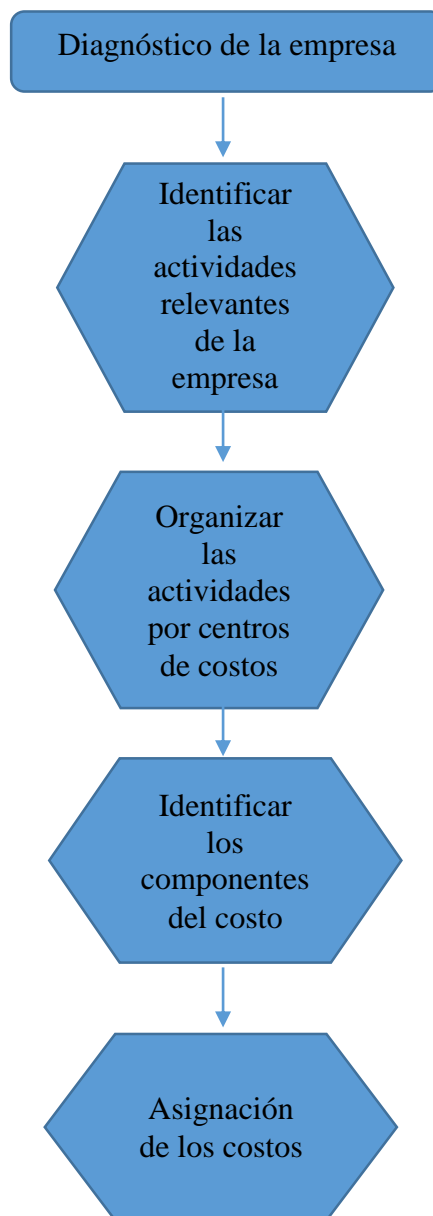 Diagnóstico de la empresa
Identificar
las
actividades
relevantes
de la
empresa
Organizar
las
actividades
por centros
de costos
Identificar
los
componentes
del costo
Asignación
de los costos